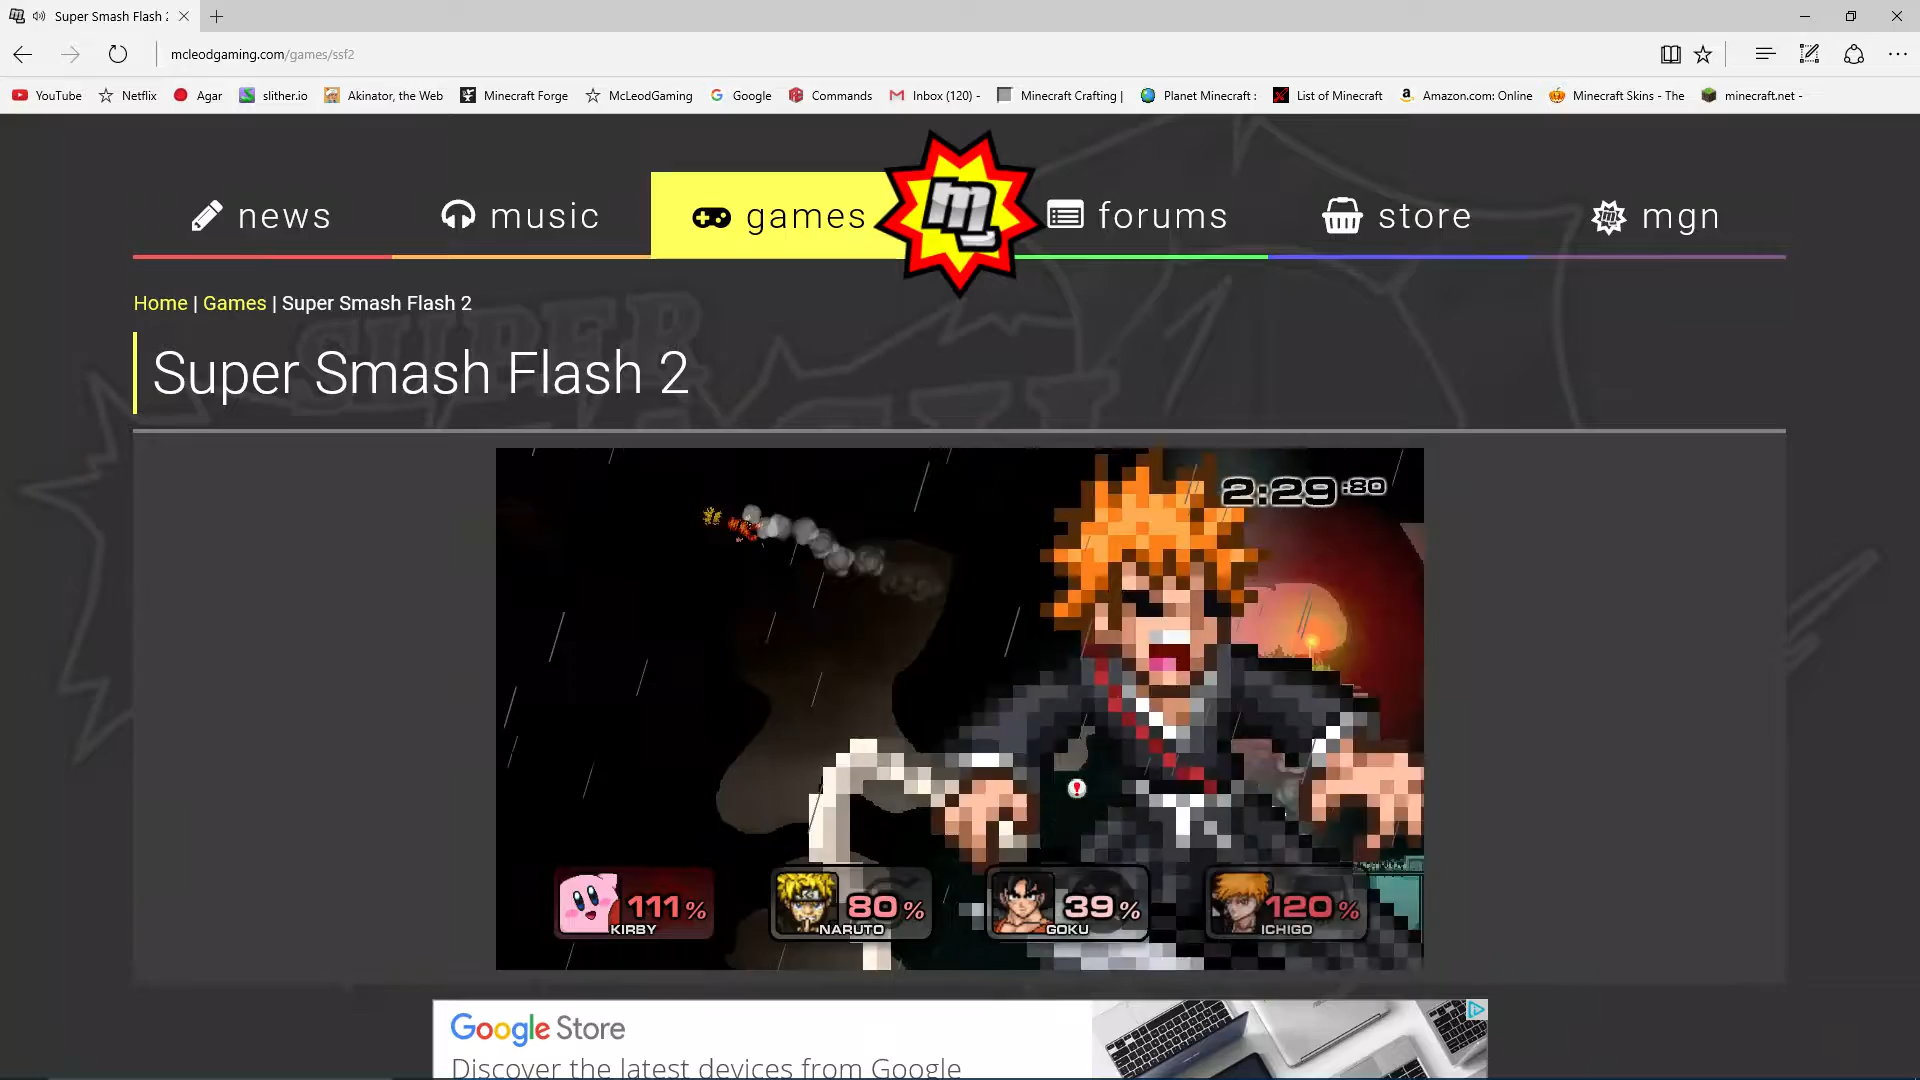 Super Smash Flash 2
mcleodgaming.com/games/ssf2
YouTube Netflix Agar slither.io Akinator, the Web Minecraft Forge McLeodGaming Google Commands Inbox (120) - Minecraft Crafting | Planet Minecraft : List of Minecraft Amazon.com: Online Minecraft Skins - The minecraft.net -
news music games m forums store mgn
Home | Games | Super Smash Flash 2
Super Smash Flash 2
2:29:80
111% 80% 39% 120%
KIRBY NARUTO GOKU ICHIGO
Google Store
Discover the latest devices from Google